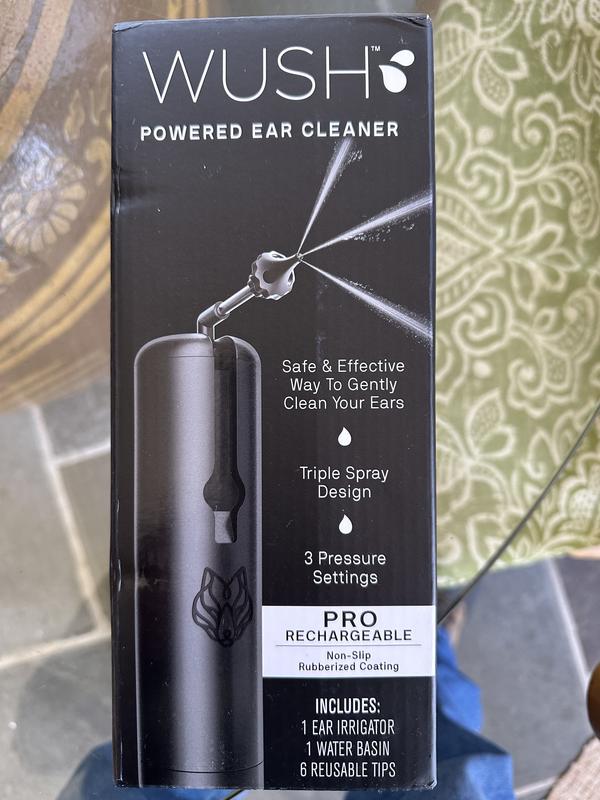 WUSH™
POWERED EAR CLEANER
Safe & Effective
Way To Gently
Clean Your Ears
Triple Spray
Design
3 Pressure
Settings
PRO
RECHARGEABLE
Non-Slip
Rubberized Coating
INCLUDES:
1 EAR IRRIGATOR
1 WATER BASIN
6 REUSABLE TIPS